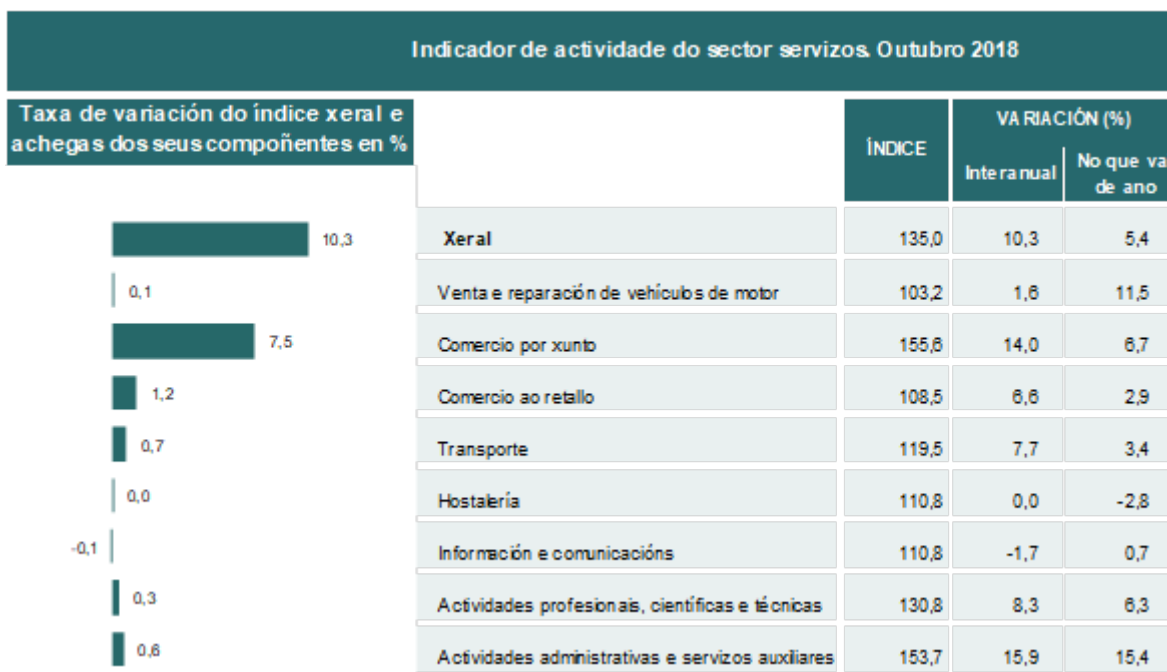 Indicador de actividade do sector servizos. Outubro 2018
Taxa de variación do índice xeral e
achegas dos seus compoñentes en %
ÍNDICE
VARIACIÓN (%)
Interanual
No que va
de ano
10,3 Xeral 135,0 10,3 5,4
0,1 Venta e reparación de vehículos de motor 103,2 1,6 11,5
7,5 Comercio por xunto 155,6 14,0 6,7
1,2 Comercio ao retallo 108,5 6,6 2,9
0,7 Transporte 119,5 7,7 3,4
0,0 Hostalería 110,8 0,0 -2,8
-0,1 Información e comunicacións 110,8 -1,7 0,7
0,3 Actividades profesionais, científicas e técnicas 130,8 8,3 6,3
0,6 Actividades administrativas e servizos auxiliares 153,7 15,9 15,4